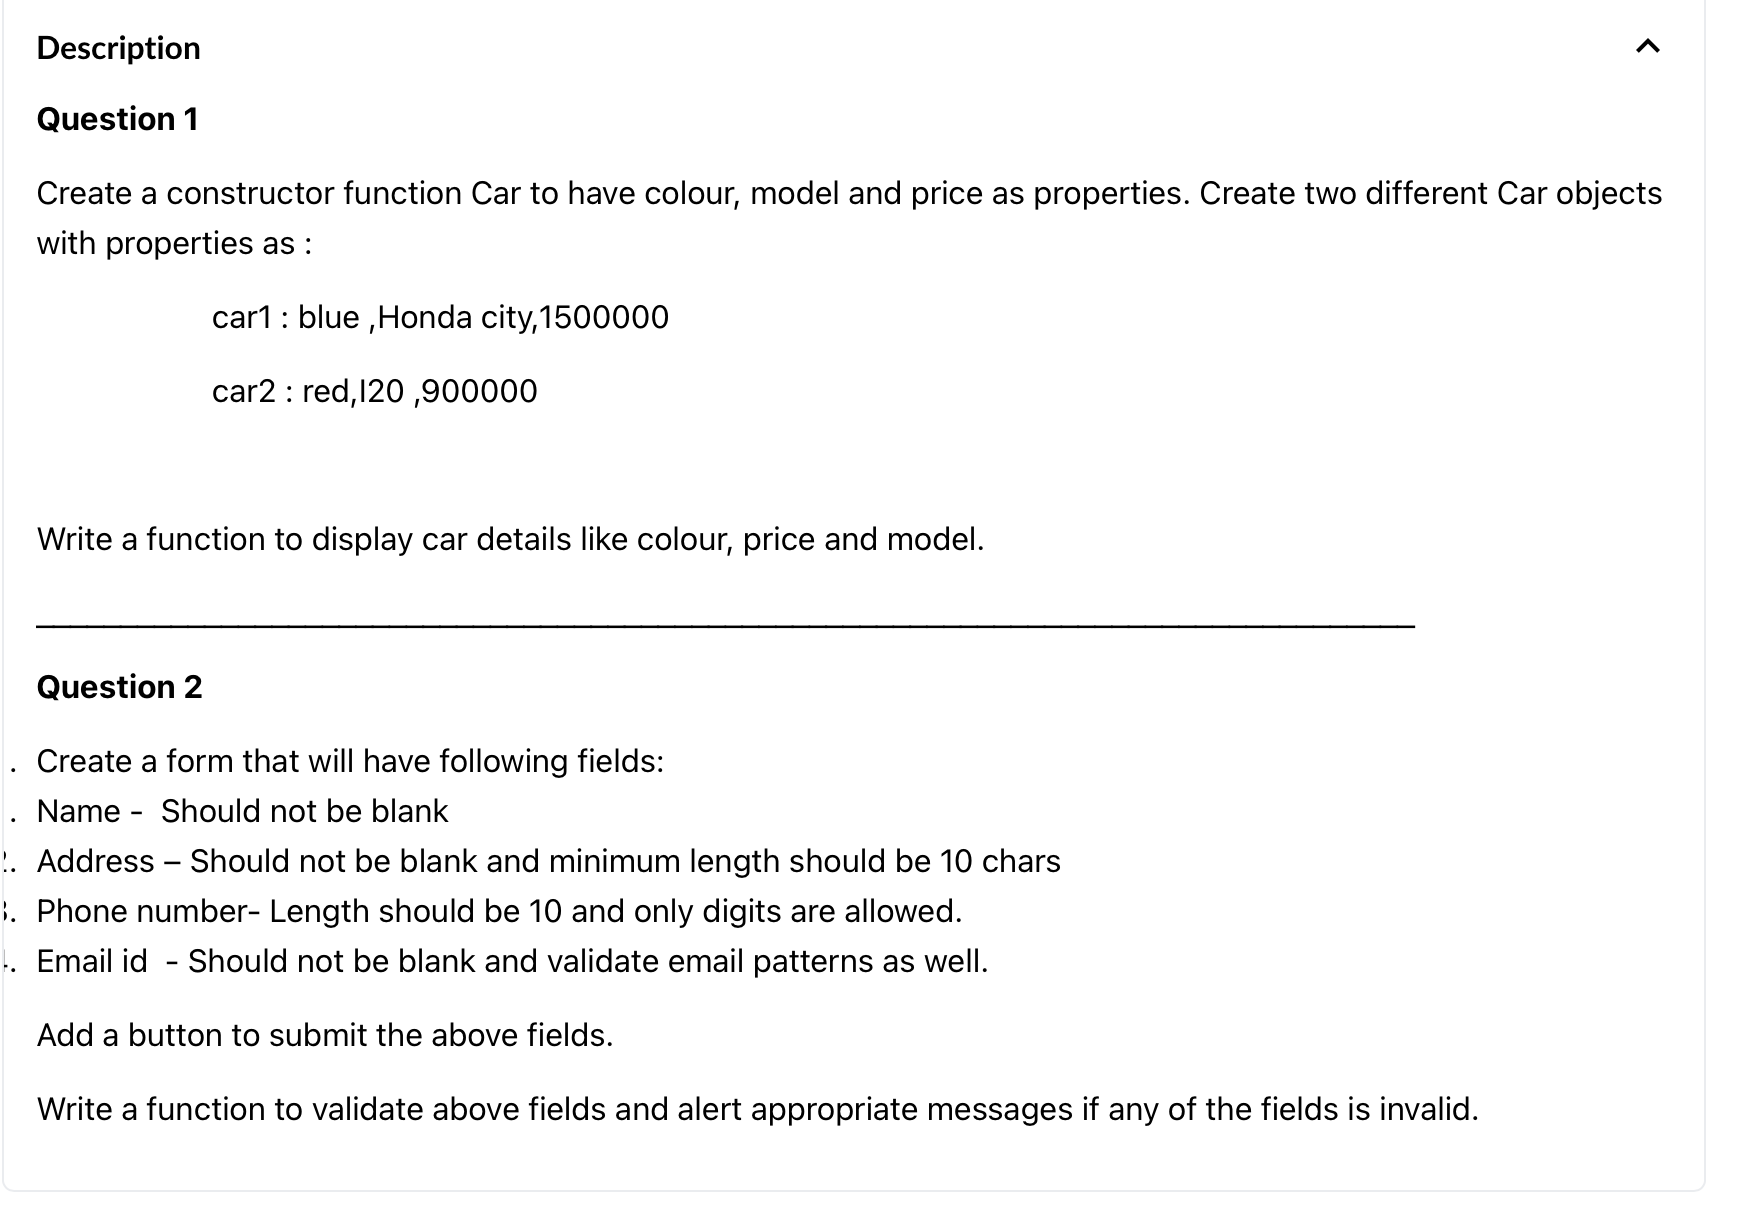 Description
Question 1
Create a constructor function Car to have colour, model and price as properties. Create two different Car objects
with properties as :
car1 : blue ,Honda city,1500000
car2 : red,I20 ,900000
Write a function to display car details like colour, price and model.
Question 2
. Create a form that will have following fields:
. Name -  Should not be blank
2. Address – Should not be blank and minimum length should be 10 chars
3. Phone number- Length should be 10 and only digits are allowed.
4. Email id  - Should not be blank and validate email patterns as well.
Add a button to submit the above fields.
Write a function to validate above fields and alert appropriate messages if any of the fields is invalid.